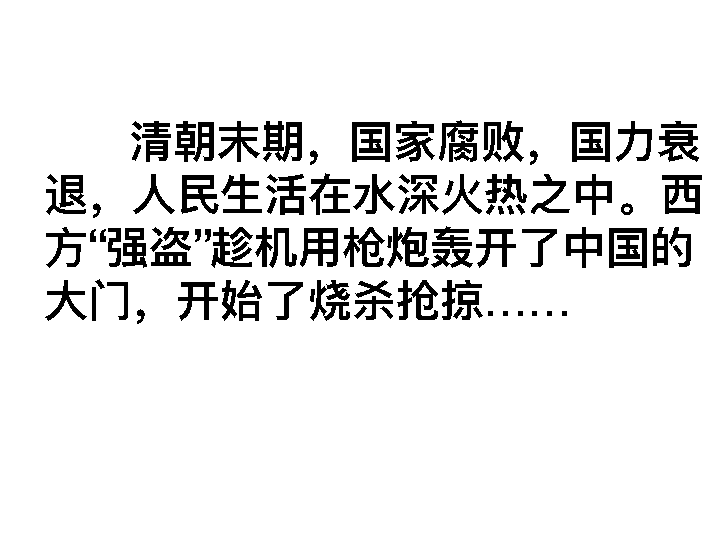 清朝末期，国家腐败，国力衰
退，人民生活在水深火热之中。西
方“强盗”趁机用枪炮轰开了中国的
大门，开始了烧杀抢掠……